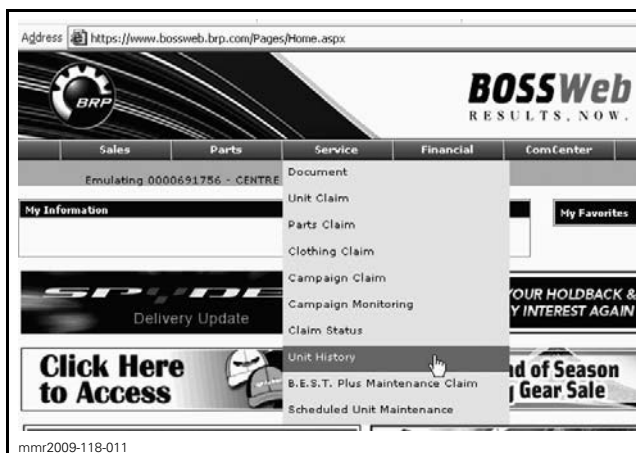 Address https://www.bossweb.brp.com/Pages/Home.aspx
BRP
BOSSWeb
RESULTS, NOW.
Sales Parts Service Financial ComCenter
Emulating 0000691756 - CENTRE
Document
Unit Claim
My Information
My Favorites
Parts Claim
Clothing Claim
Campaign Claim
Campaign Monitoring
Claim Status
Unit History
B.E.S.T. Plus Maintenance Claim
Scheduled Unit Maintenance
SPYDE
Delivery Update
YOUR HOLDBACK &
Y INTEREST AGAIN
Click Here
to Access
nd of Season
Gear Sale
mmr2009-118-011